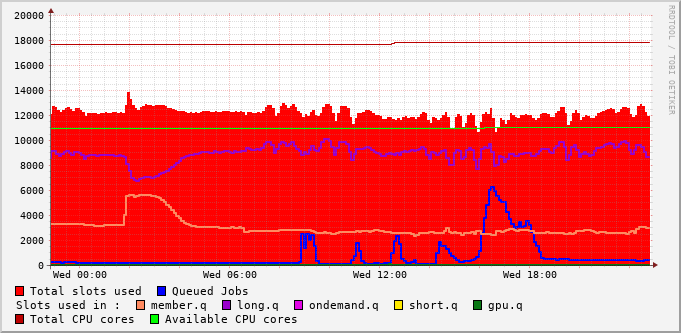 20000
18000
16000
14000
12000
10000
8000
6000
4000
2000
0
Wed 00:00 Wed 06:00 Wed 12:00 Wed 18:00
RRDTOOL / TOBI OETIKER
Total slots used Queued Jobs
Slots used in : member.q long.q ondemand.q short.q gpu.q
Total CPU cores Available CPU cores